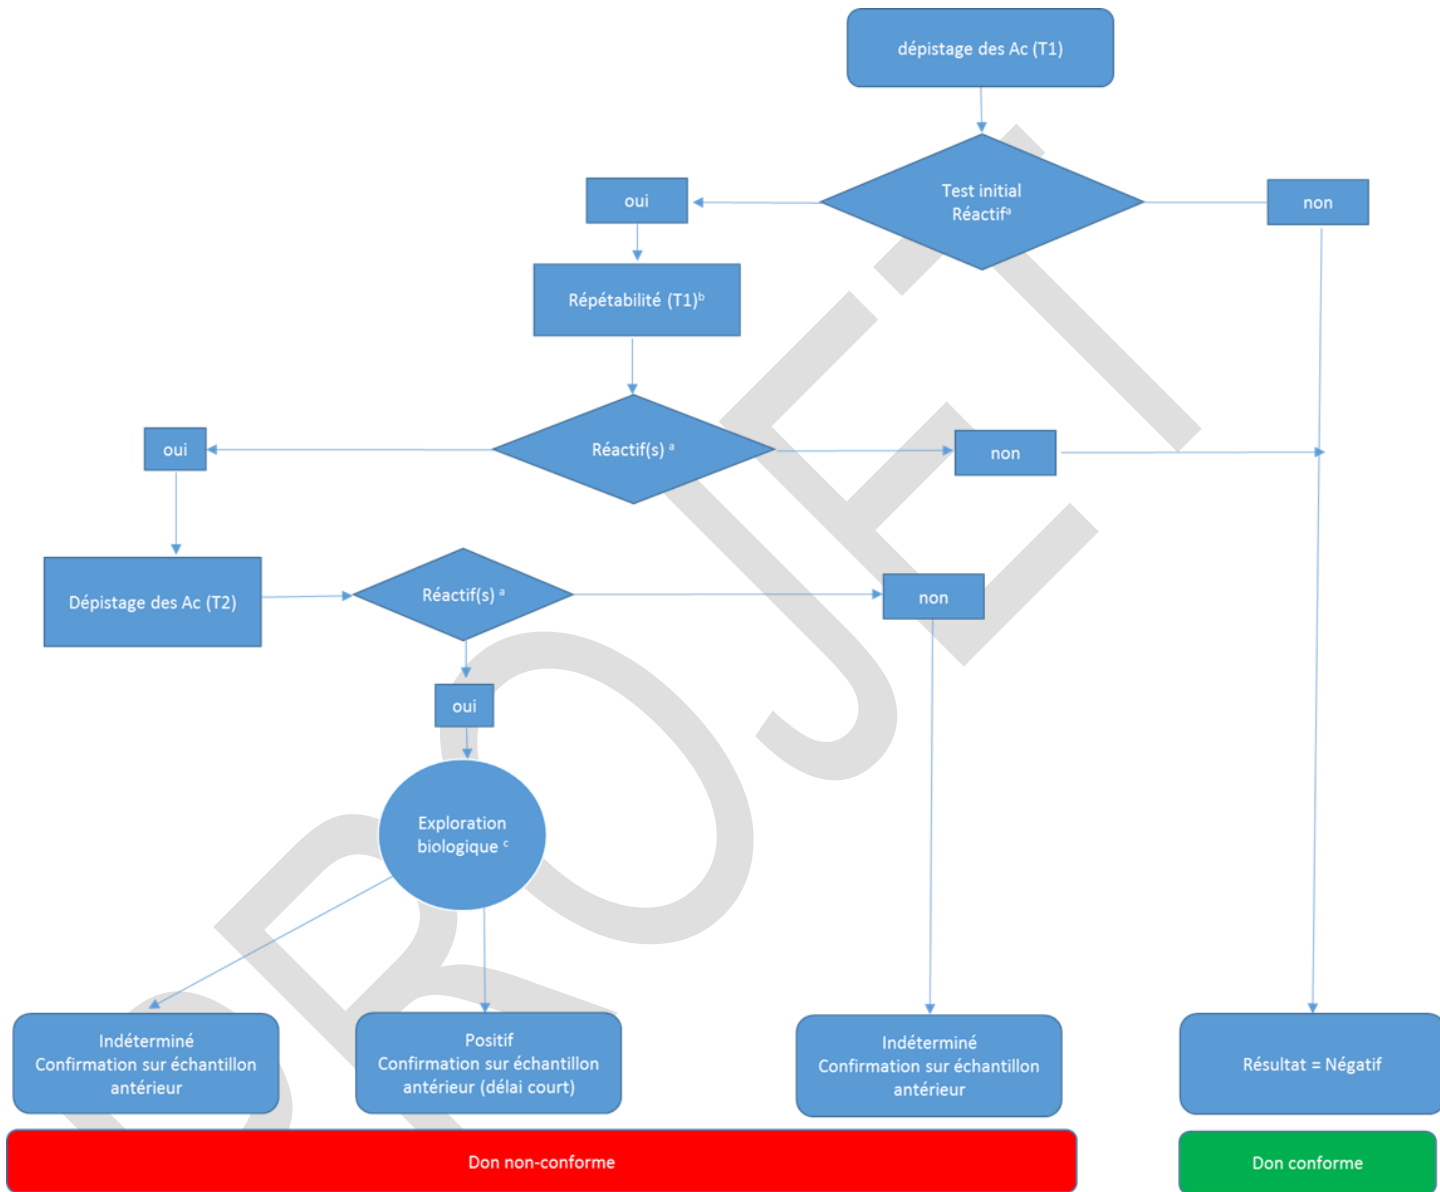 dépistage des Ac (T1)
Test initial
Réactifᵃ
oui
non
Répétabilité (T1)ᵇ
Réactif(s) ᵃ
oui
non
Dépistage des Ac (T2)
Réactif(s) ᵃ
non
oui
Exploration
biologique ᶜ
Indéterminé
Confirmation sur échantillon
antérieur
Positif
Confirmation sur échantillon
antérieur (délai court)
Indéterminé
Confirmation sur échantillon
antérieur
Résultat = Négatif
Don non-conforme
Don conforme
PROJET